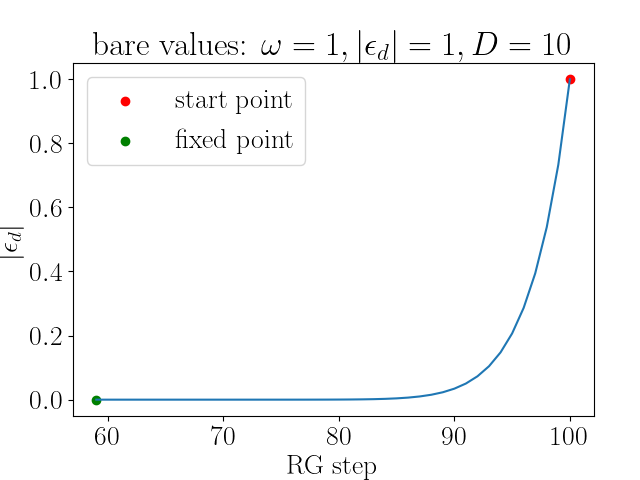 bare values: ω = 1, |ϵ_d| = 1, D = 10
start point
fixed point
1.0
0.8
0.6
0.4
0.2
0.0
|ϵ_d|
60 70 80 90 100
RG step